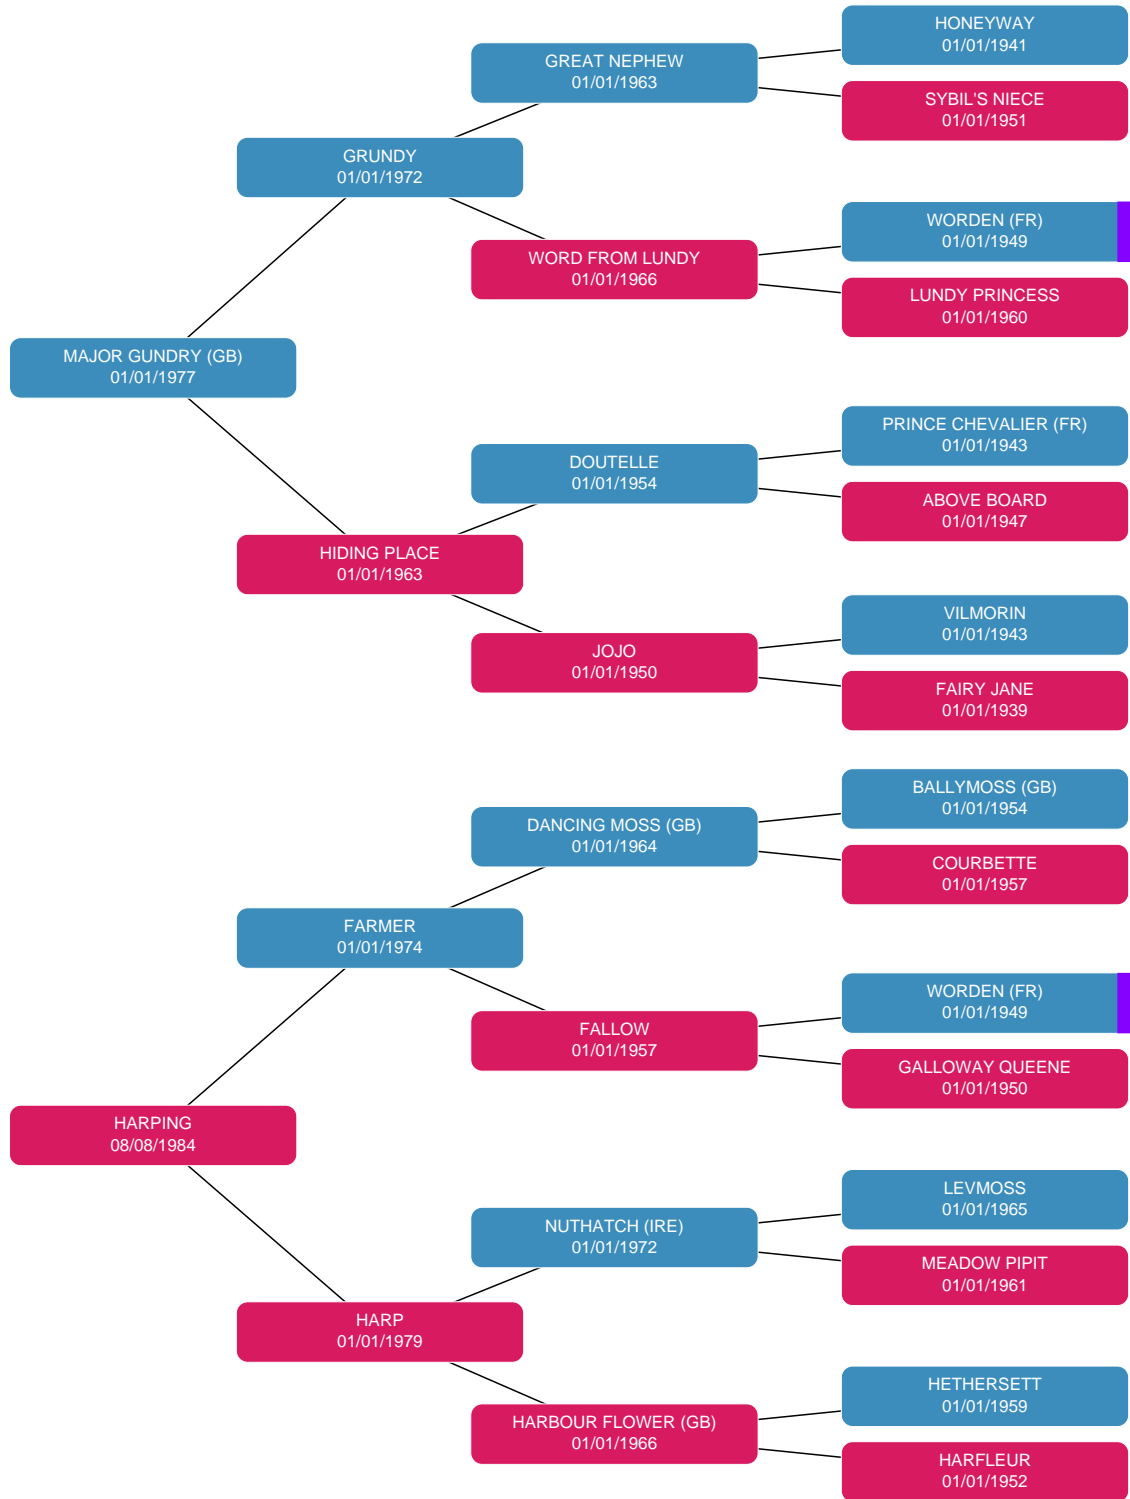 HONEYWAY
01/01/1941
GREAT NEPHEW
01/01/1963
SYBIL'S NIECE
01/01/1951
GRUNDY
01/01/1972
WORDEN (FR)
01/01/1949
WORD FROM LUNDY
01/01/1966
LUNDY PRINCESS
01/01/1960
MAJOR GUNDRY (GB)
01/01/1977
PRINCE CHEVALIER (FR)
01/01/1943
DOUTELLE
01/01/1954
ABOVE BOARD
01/01/1947
HIDING PLACE
01/01/1963
VILMORIN
01/01/1943
JOJO
01/01/1950
FAIRY JANE
01/01/1939
BALLYMOSS (GB)
01/01/1954
DANCING MOSS (GB)
01/01/1964
COURBETTE
01/01/1957
FARMER
01/01/1974
WORDEN (FR)
01/01/1949
FALLOW
01/01/1957
GALLOWAY QUEENE
01/01/1950
HARPING
08/08/1984
LEVMOSS
01/01/1965
NUTHATCH (IRE)
01/01/1972
MEADOW PIPIT
01/01/1961
HARP
01/01/1979
HETHERSETT
01/01/1959
HARBOUR FLOWER (GB)
01/01/1966
HARFLEUR
01/01/1952